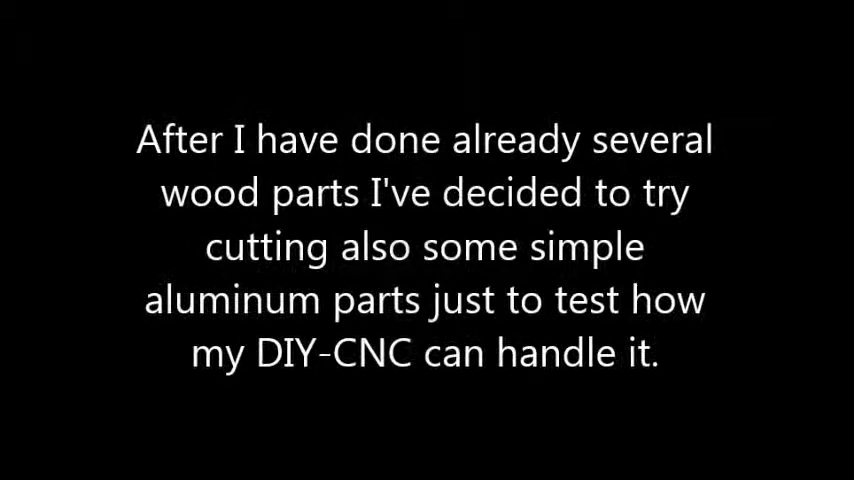 After I have done already several
wood parts I've decided to try
cutting also some simple
aluminum parts just to test how
my DIY-CNC can handle it.